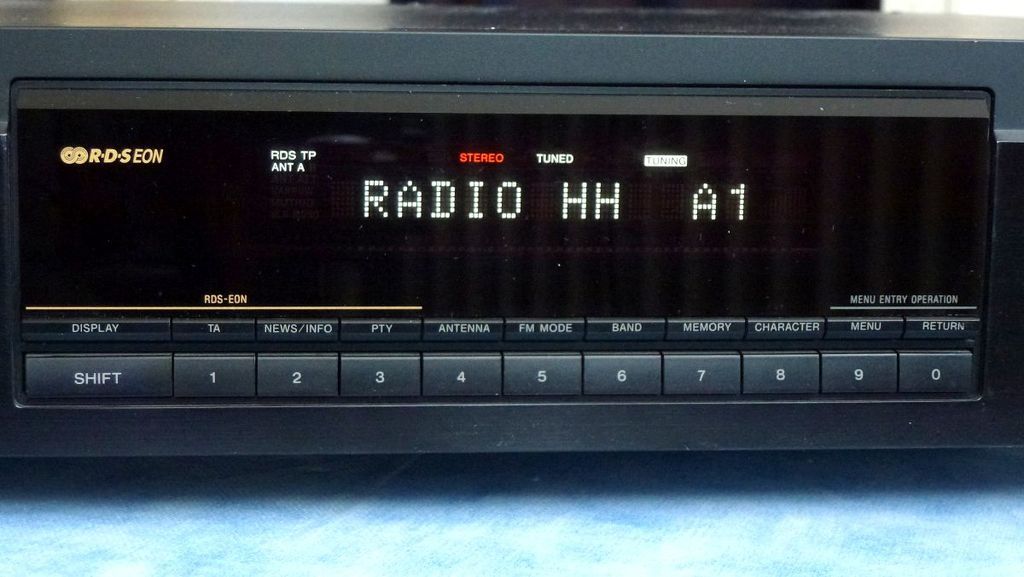 R·D·S EON
RDS TP
ANT A
STEREO TUNED TUNING
RADIO HH A1
RDS-EON
MENU ENTRY OPERATION
DISPLAY TA NEWS/INFO PTY ANTENNA FM MODE BAND MEMORY CHARACTER MENU RETURN
SHIFT 1 2 3 4 5 6 7 8 9 0